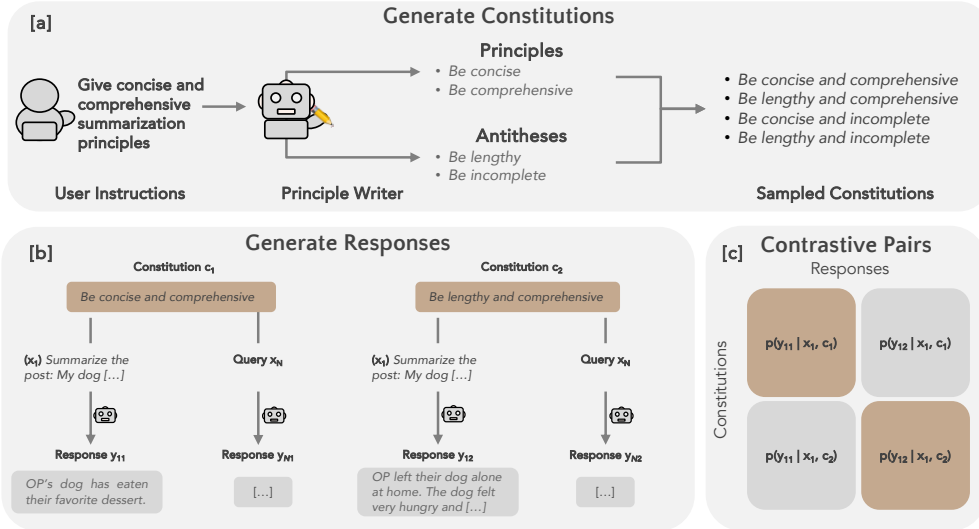 [a]
Generate Constitutions
Give concise and
comprehensive
summarization
principles
User Instructions
Principle Writer
Principles
• Be concise
• Be comprehensive
Antitheses
• Be lengthy
• Be incomplete
• Be concise and comprehensive
• Be lengthy and comprehensive
• Be concise and incomplete
• Be lengthy and incomplete
Sampled Constitutions
[b]
Generate Responses
Constitution c₁
Be concise and comprehensive
(x₁) Summarize the
post: My dog […]
Query x_N
Response y₁₁
OP's dog has eaten
their favorite dessert.
Response y_N1
[…]
Constitution c₂
Be lengthy and comprehensive
(x₁) Summarize the
post: My dog […]
Query x_N
Response y₁₂
OP left their dog alone
at home. The dog felt
very hungry and […]
Response y_N2
[…]
[c]
Contrastive Pairs
Responses
Constitutions
p(y₁₁ | x₁, c₁)
p(y₁₂ | x₁, c₁)
p(y₁₁ | x₁, c₂)
p(y₁₂ | x₁, c₂)